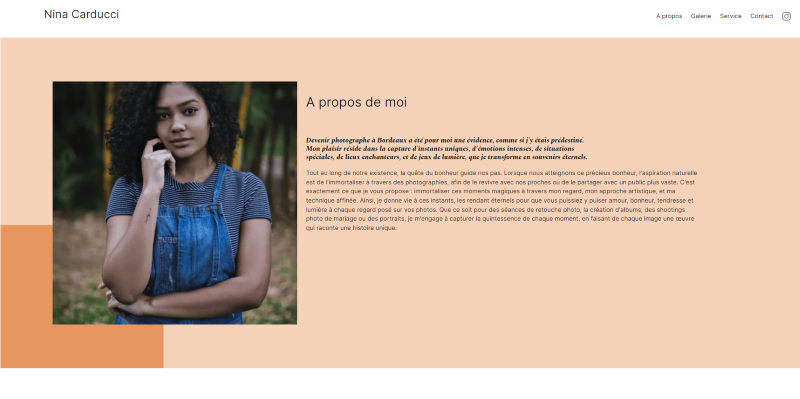 Nina Carducci
À propos Galerie Service Contact
A propos de moi
Devenir photographe à Bordeaux a été pour moi une évidence, comme si j'y étais prédestiné.
Mon plaisir réside dans la capture d'instants uniques, d'émotions intenses, de situations
spéciales, de lieux enchanteurs, et de jeux de lumière, que je transforme en souvenirs éternels.
Tout au long de notre existence, la quête du bonheur guide nos pas. Lorsque nous atteignons ce précieux bonheur, l'aspiration naturelle
est de l'immortaliser à travers des photographies, afin de le revivre avec nos proches ou de le partager avec un public plus vaste. C'est
exactement ce que je vous propose : immortaliser ces moments magiques à travers mon regard, mon approche artistique, et ma
technique affinée. Ainsi, je donne vie à ces instants, les rendant éternels pour que vous puissiez y puiser amour, bonheur, tendresse et
lumière à chaque regard posé sur vos photos. Que ce soit pour des séances de retouche photo, la création d'albums, des shootings
photo de mariage ou des portraits, je m'engage à capturer la quintessence de chaque moment, en faisant de chaque image une œuvre
qui raconte une histoire unique.